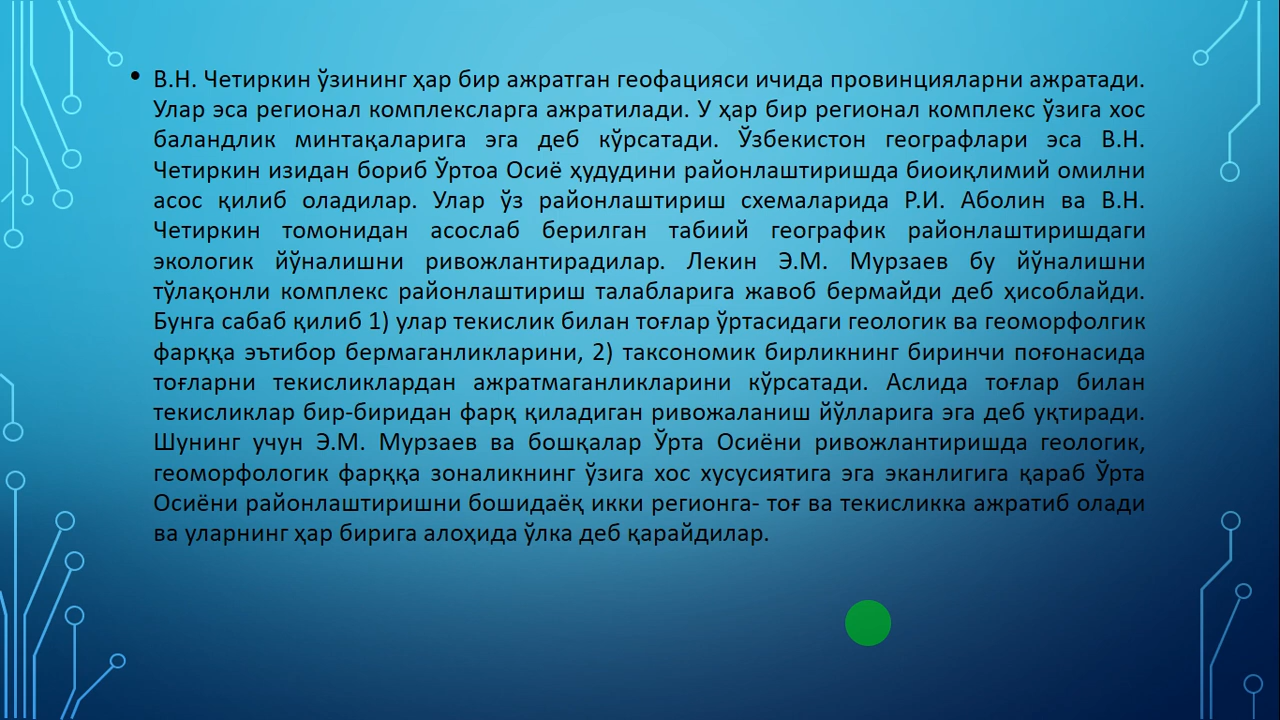 • В.Н. Четиркин ўзининг ҳар бир ажратган геофацияси ичида провинцияларни ажратади.
Улар эса регионал комплексларга ажратилади. У ҳар бир регионал комплекс ўзига хос
баландлик минтақаларига эга деб кўрсатади. Ўзбекистон географлари эса В.Н.
Четиркин изидан бориб Ўртоа Осиё ҳудудини районлаштиришда биоиқлимий омилни
асос қилиб оладилар. Улар ўз районлаштириш схемаларида Р.И. Аболин ва В.Н.
Четиркин томонидан асослаб берилган табиий географик районлаштиришдаги
экологик йўналишни ривожлантирадилар. Лекин Э.М. Мурзаев бу йўналишни
тўлақонли комплекс районлаштириш талабларига жавоб бермайди деб ҳисоблайди.
Бунга сабаб қилиб 1) улар текислик билан тоғлар ўртасидаги геологик ва геоморфолгик
фарққа эътибор бермаганликларини, 2) таксономик бирликнинг биринчи поғонасида
тоғларни текисликлардан ажратмаганликларини кўрсатади. Аслида тоғлар билан
текисликлар бир-биридан фарқ қиладиган ривожаланиш йўлларига эга деб уқтиради.
Шунинг учун Э.М. Мурзаев ва бошқалар Ўрта Осиёни ривожлантиришда геологик,
геоморфологик фарққа зоналикнинг ўзига хос хусусиятига эга эканлигига қараб Ўрта
Осиёни районлаштиришни бошидаёқ икки регионга- тоғ ва текисликка ажратиб олади
ва уларнинг ҳар бирига алоҳида ўлка деб қарайдилар.